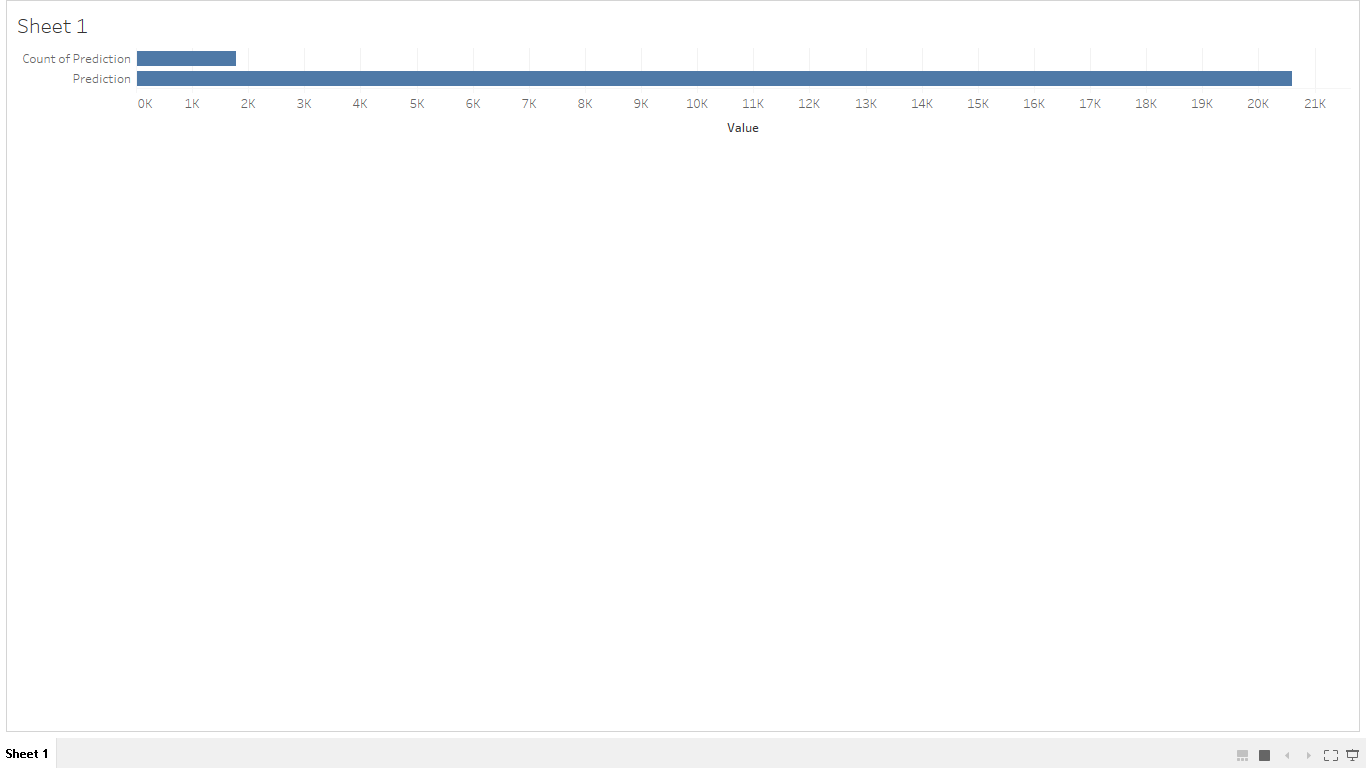 Sheet 1
Count of Prediction
Prediction
0K 1K 2K 3K 4K 5K 6K 7K 8K 9K 10K 11K 12K 13K 14K 15K 16K 17K 18K 19K 20K 21K
Value
Sheet 1